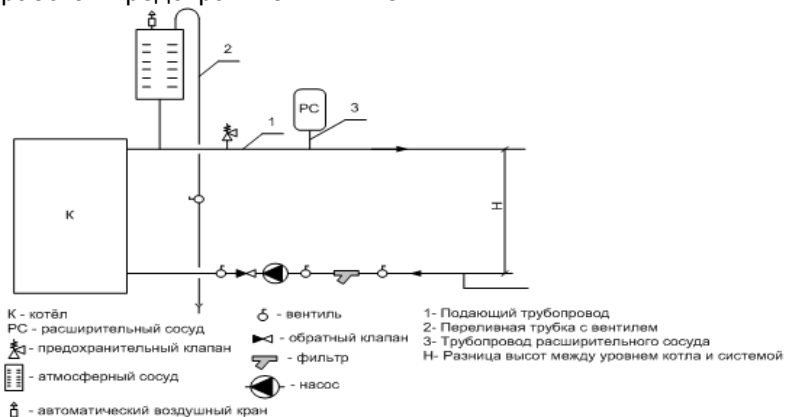 2
РС
3
1
К
H
К - котёл
РС - расширительный сосуд
- предохранительный клапан
- атмосферный сосуд
- автоматический воздушный кран
- вентиль
- обратный клапан
- фильтр
- насос
1- Подающий трубопровод
2- Переливная трубка с вентилем
3- Трубопровод расширительного сосуда
Н- Разница высот между уровнем котла и системой